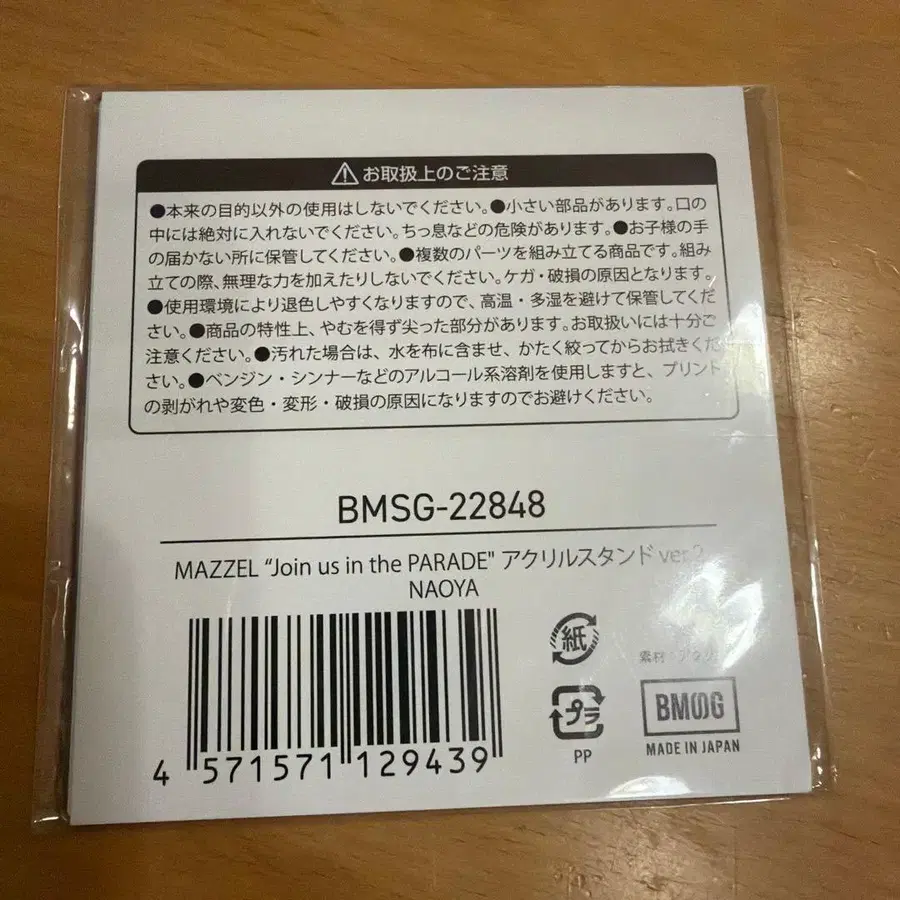 お取扱上のご注意
●本来の目的以外の使用はしないでください。●小さい部品があります。口の
中には絶対に入れないでください。ちっ息などの危険があります。●お子様の手
の届かない所に保管してください。●複数のパーツを組み立てる商品です。組み
立ての際、無理な力を加えたりしないでください。ケガ・破損の原因となります。
●使用環境により退色しやすくなりますので、高温・多湿を避けて保管してくだ
さい。●商品の特性上、やむを得ず尖った部分があります。お取扱いには十分ご
注意ください。●汚れた場合は、水を布に含ませ、かたく絞ってからお拭きくだ
さい。●ベンジン・シンナーなどのアルコール系溶剤を使用しますと、プリント
の剥がれや変色・変形・破損の原因になりますのでお避けください。
BMSG-22848
MAZZEL “Join us in the PARADE" アクリルスタンド ver.2
NAOYA
紙
素材：アクリル
プラ
PP
BMSG
MADE IN JAPAN
4 571571 129439